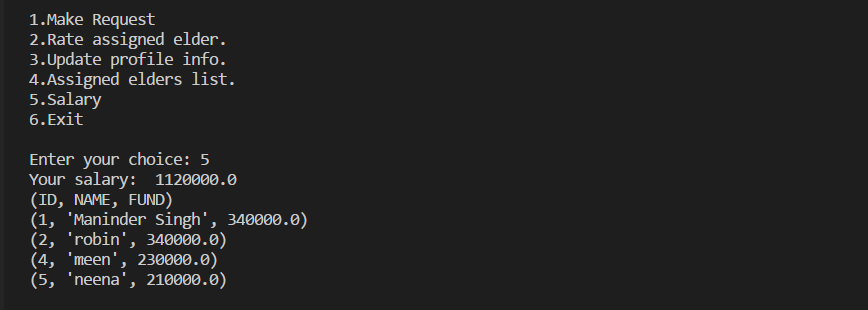 1.Make Request
2.Rate assigned elder.
3.Update profile info.
4.Assigned elders list.
5.Salary
6.Exit
Enter your choice: 5
Your salary:  1120000.0
(ID, NAME, FUND)
(1, 'Maninder Singh', 340000.0)
(2, 'robin', 340000.0)
(4, 'meen', 230000.0)
(5, 'neena', 210000.0)